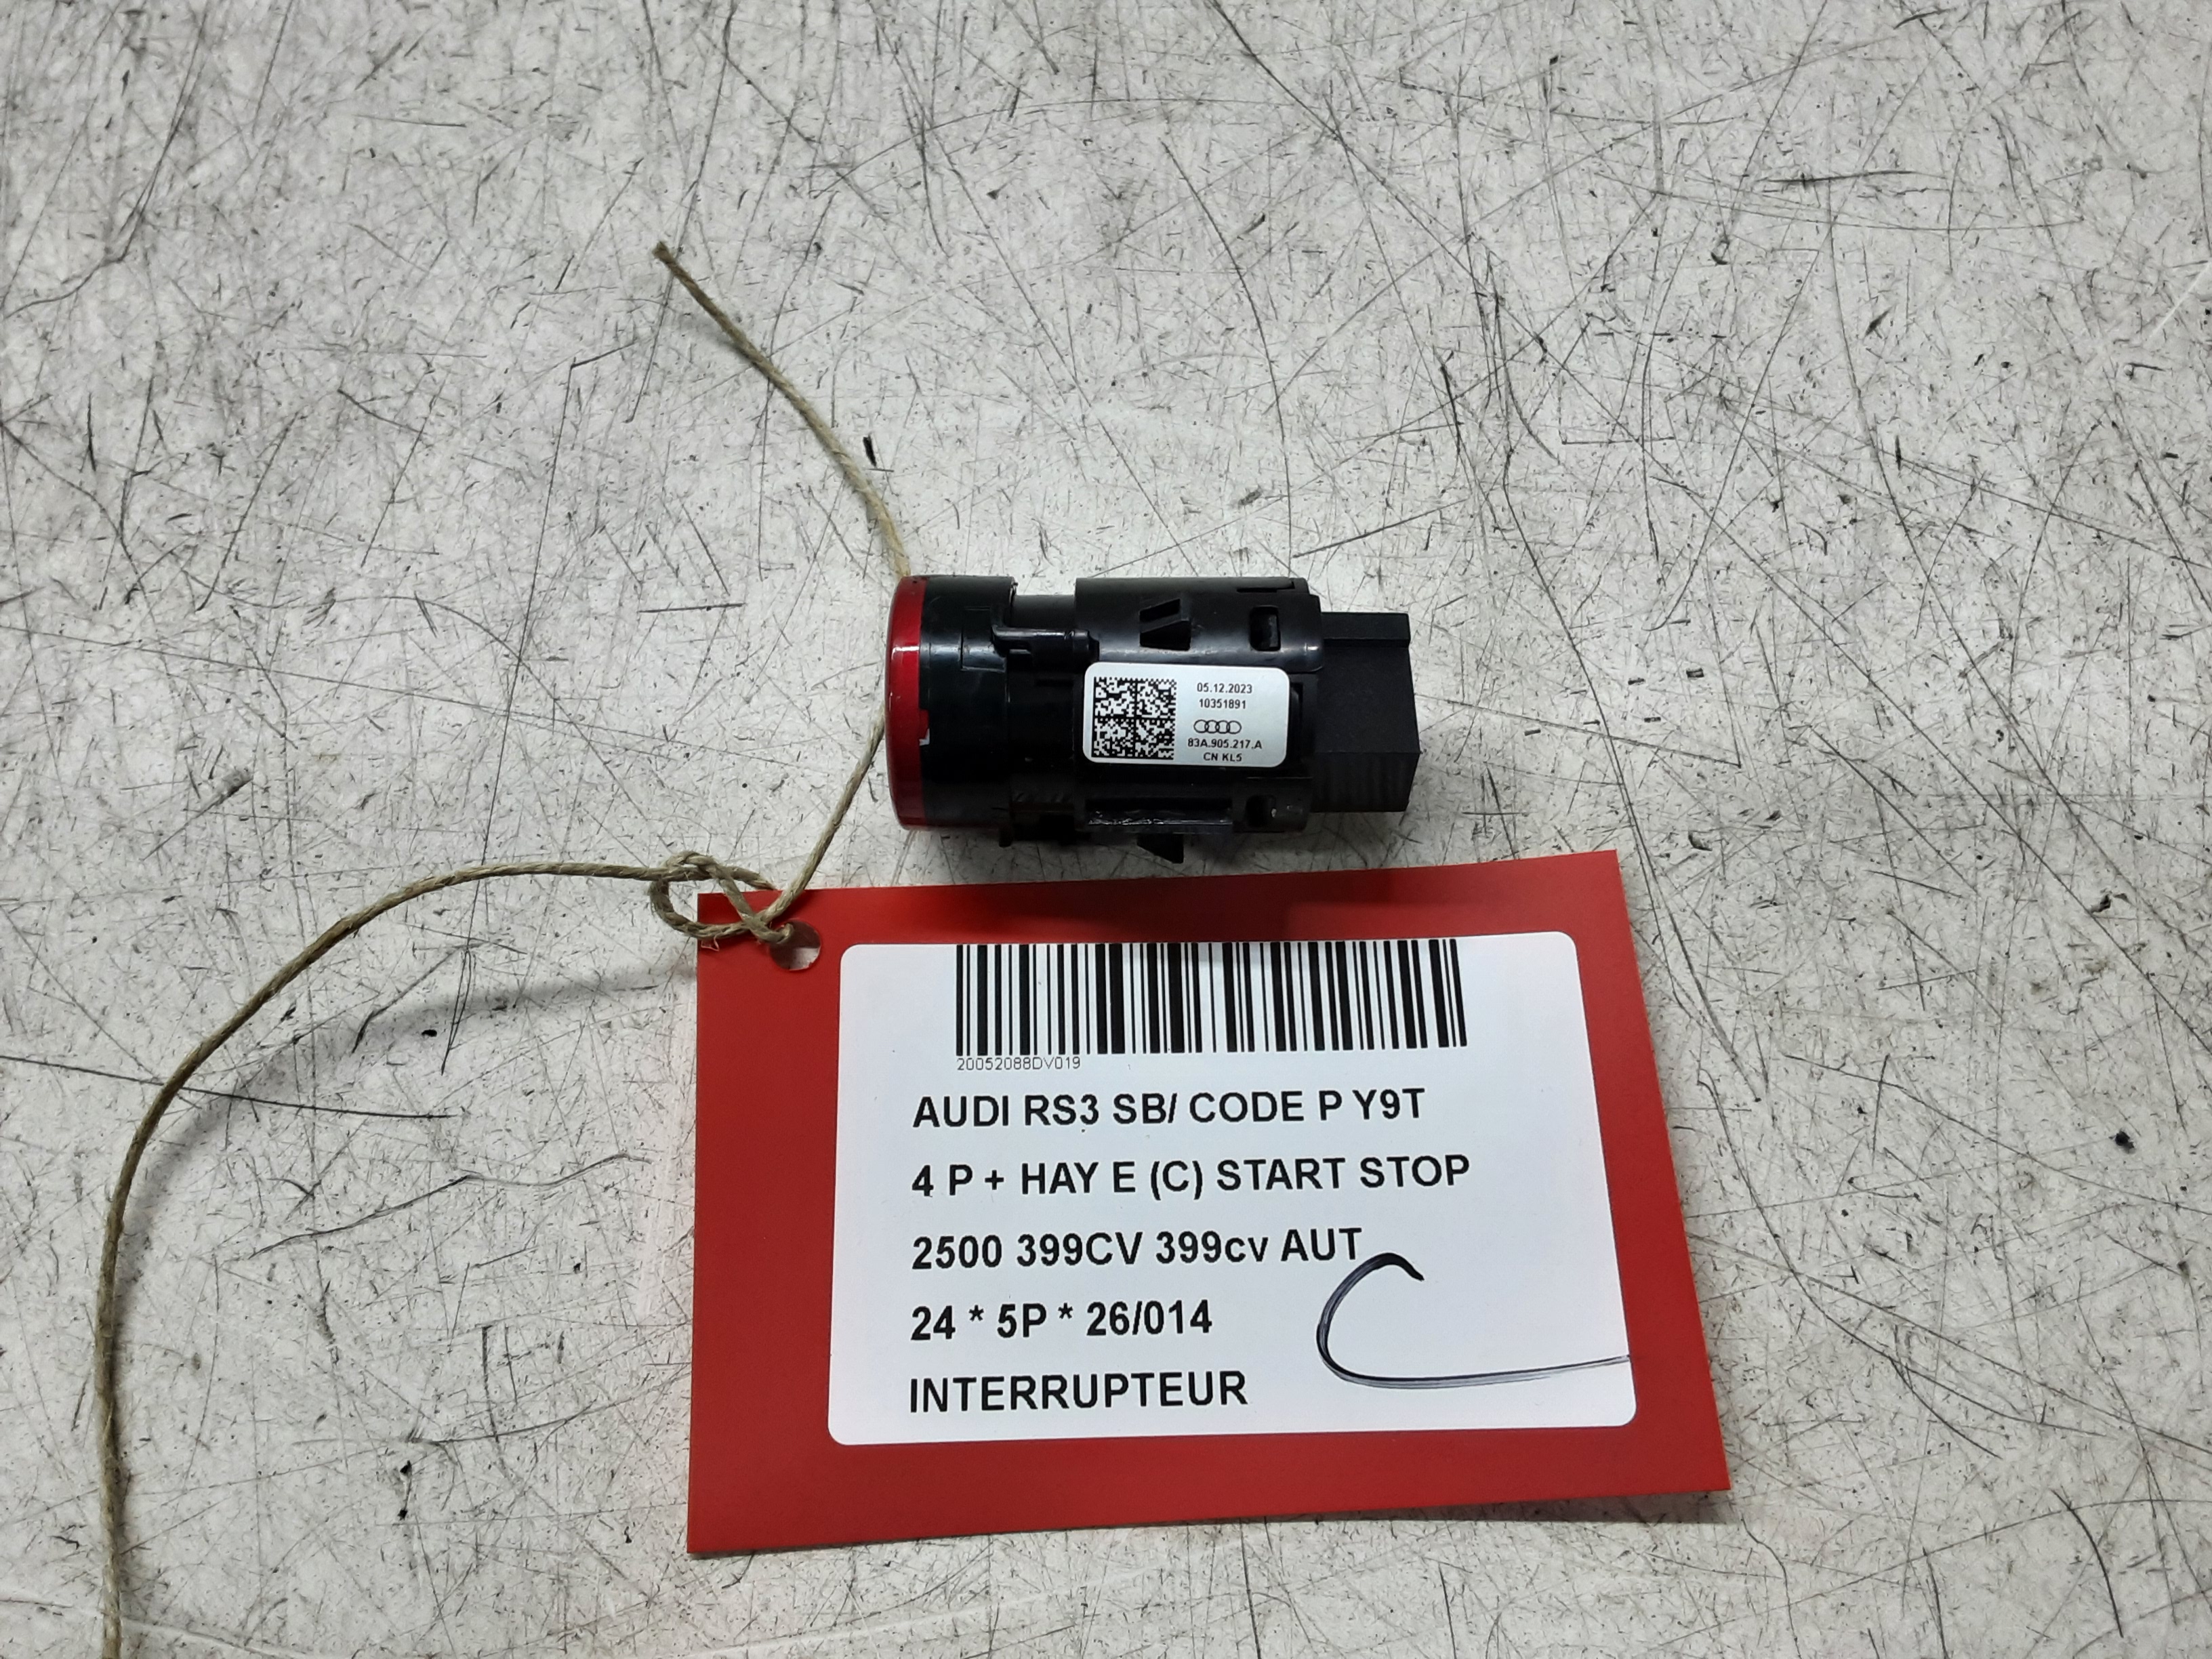 05.12.2023
10351891
83A.905.217.A
CN KL5
20052088DV019
AUDI RS3 SB/ CODE P Y9T
4 P + HAY E (C) START STOP
2500 399CV 399cv AUT
24 * 5P * 26/014
INTERRUPTEUR